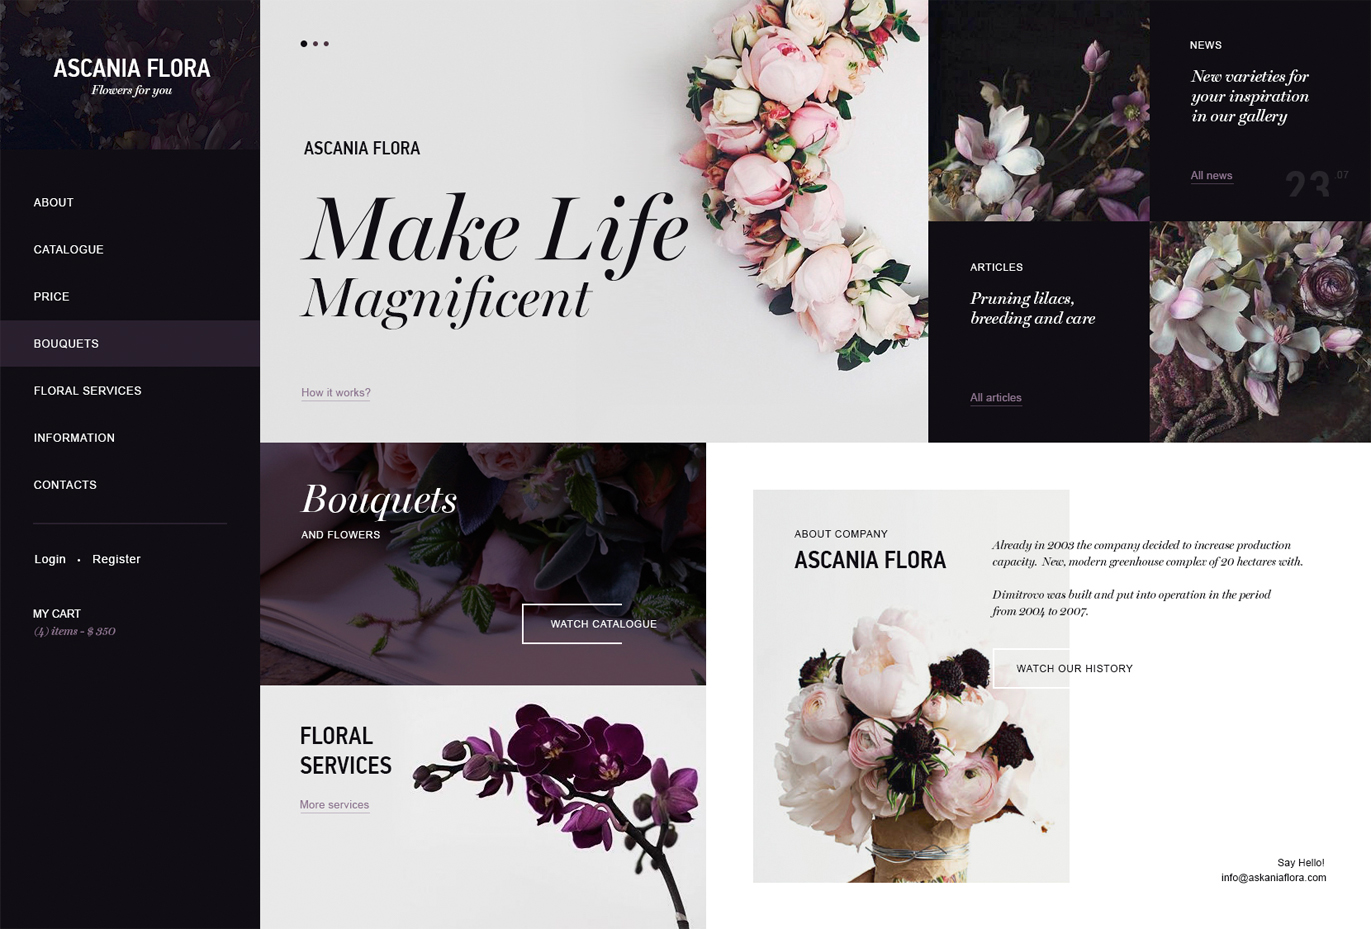 ASCANIA FLORA
Flowers for you
ABOUT
CATALOGUE
PRICE
BOUQUETS
FLORAL SERVICES
INFORMATION
CONTACTS
Login • Register
MY CART
(4) items - $ 350
ASCANIA FLORA
Make Life
Magnificent
How it works?
NEWS
New varieties for
your inspiration
in our gallery
All news
23 .07
ARTICLES
Pruning lilacs,
breeding and care
All articles
Bouquets
AND FLOWERS
WATCH CATALOGUE
FLORAL
SERVICES
More services
ABOUT COMPANY
ASCANIA FLORA
Already in 2003 the company decided to increase production
capacity. New, modern greenhouse complex of 20 hectares with.
Dimitrovo was built and put into operation in the period
from 2004 to 2007.
WATCH OUR HISTORY
Say Hello!
info@askaniaflora.com